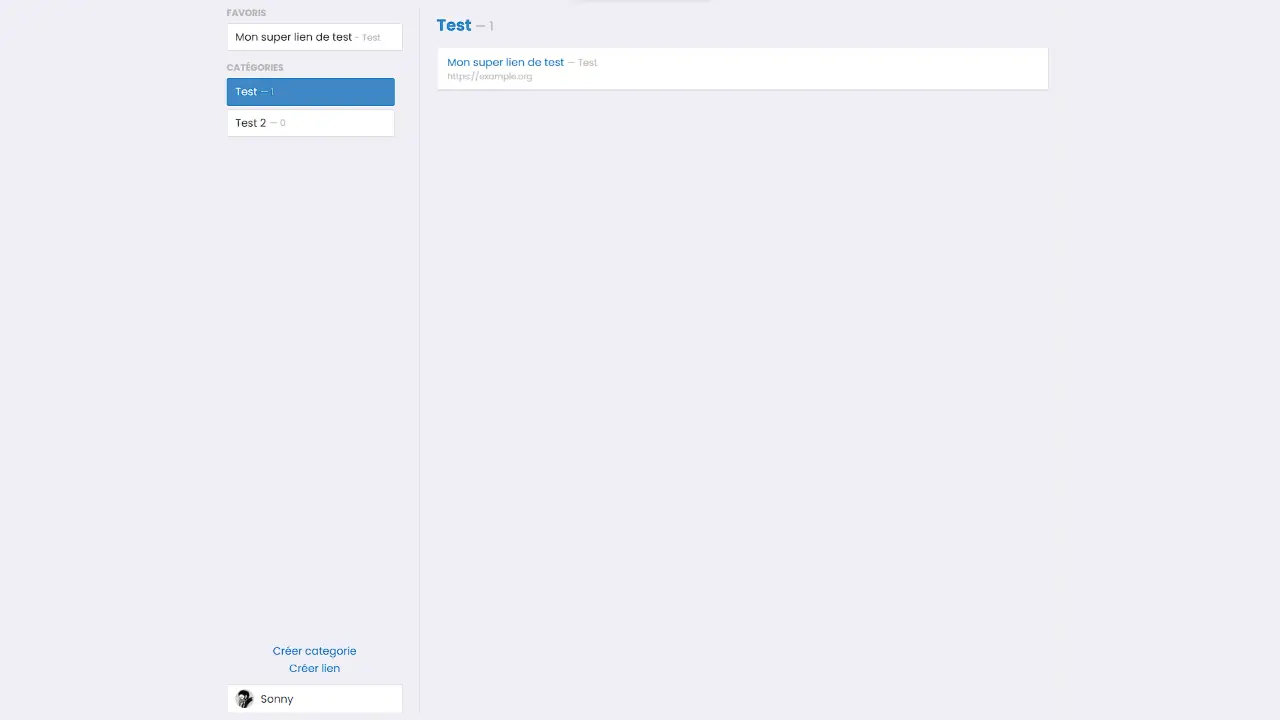 FAVORIS
Mon super lien de test - Test
CATÉGORIES
Test — 1
Test 2 — 0
Créer categorie
Créer lien
Sonny
Test — 1
Mon super lien de test — Test
https://example.org